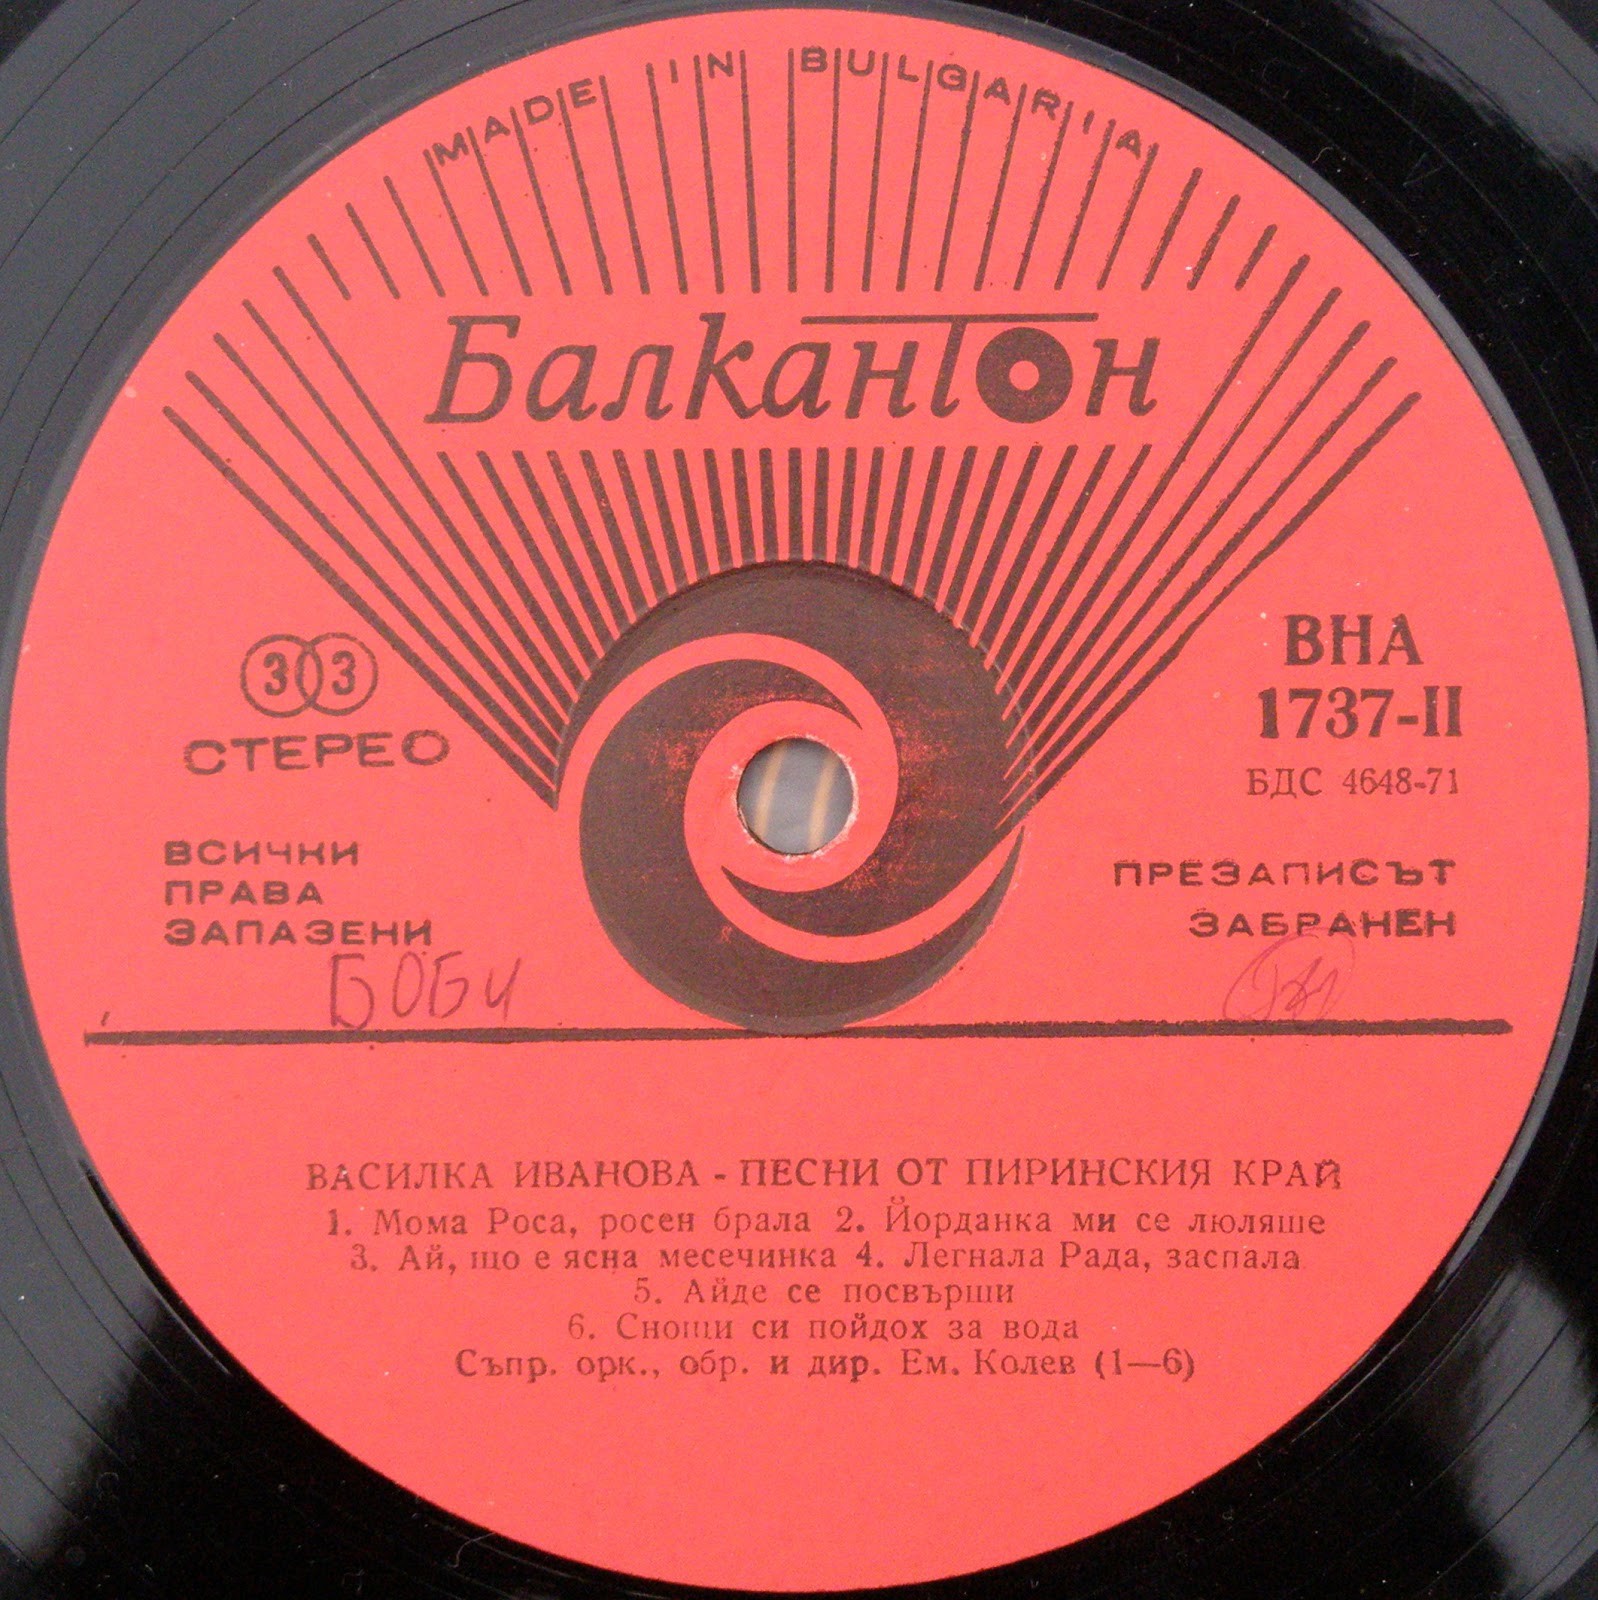 MADE IN BULGARIA
Балкантон
33
СТЕРЕО
ВНА
1737-II
БДС 4648-71
ВСИЧКИ
ПРАВА
ЗАПАЗЕНИ
ПРЕЗАПИСЪТ
ЗАБРАНЕН
БОБИ
ВАСИЛКА ИВАНОВА - ПЕСНИ ОТ ПИРИНСКИЯ КРАЙ
1. Мома Роса, росен брала 2. Йорданка ми се люляше
3. Ай, що е ясна месечинка 4. Легнала Рада, заспала
5. Айде се посвърши
6. Снощи си пойдох за вода
Съпр. орк., обр. и дир. Ем. Колев (1—6)